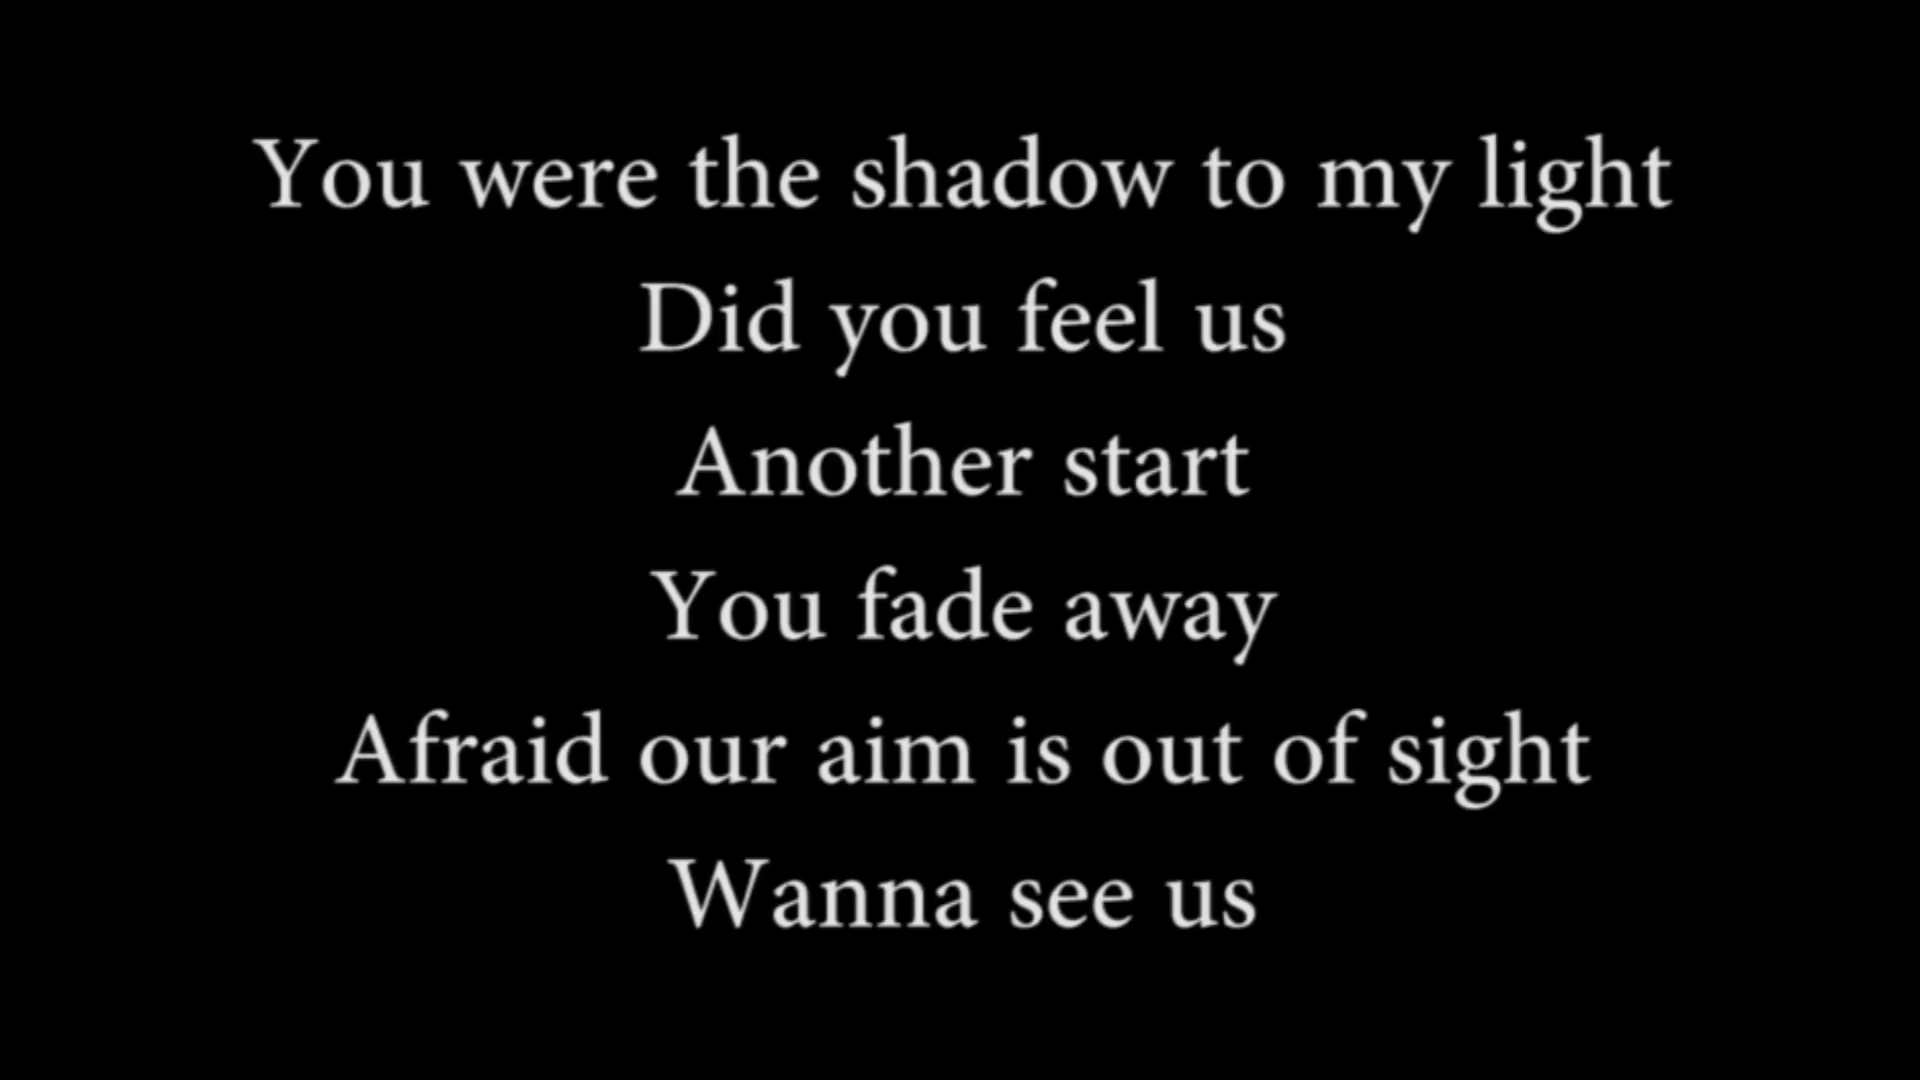 You were the shadow to my light
Did you feel us
Another start
You fade away
Afraid our aim is out of sight
Wanna see us